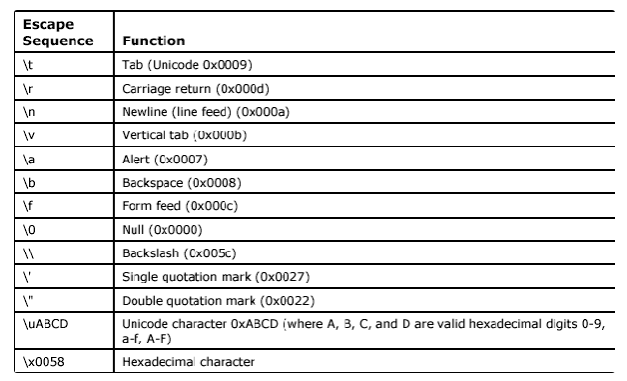 Escape
Sequence Function
\t Tab (Unicode 0x0009)
\r Carriage return (0x000d)
\n Newline (line feed) (0x000a)
\v Vertical tab (0x000b)
\a Alert (0x0007)
\b Backspace (0x0008)
\f Form feed (0x000c)
\0 Null (0x0000)
\\ Backslash (0x005c)
\' Single quotation mark (0x0027)
\" Double quotation mark (0x0022)
\uABCD Unicode character 0xABCD (where A, B, C, and D are valid hexadecimal digits 0-9,
a-f, A-F)
\x0058 Hexadecimal character